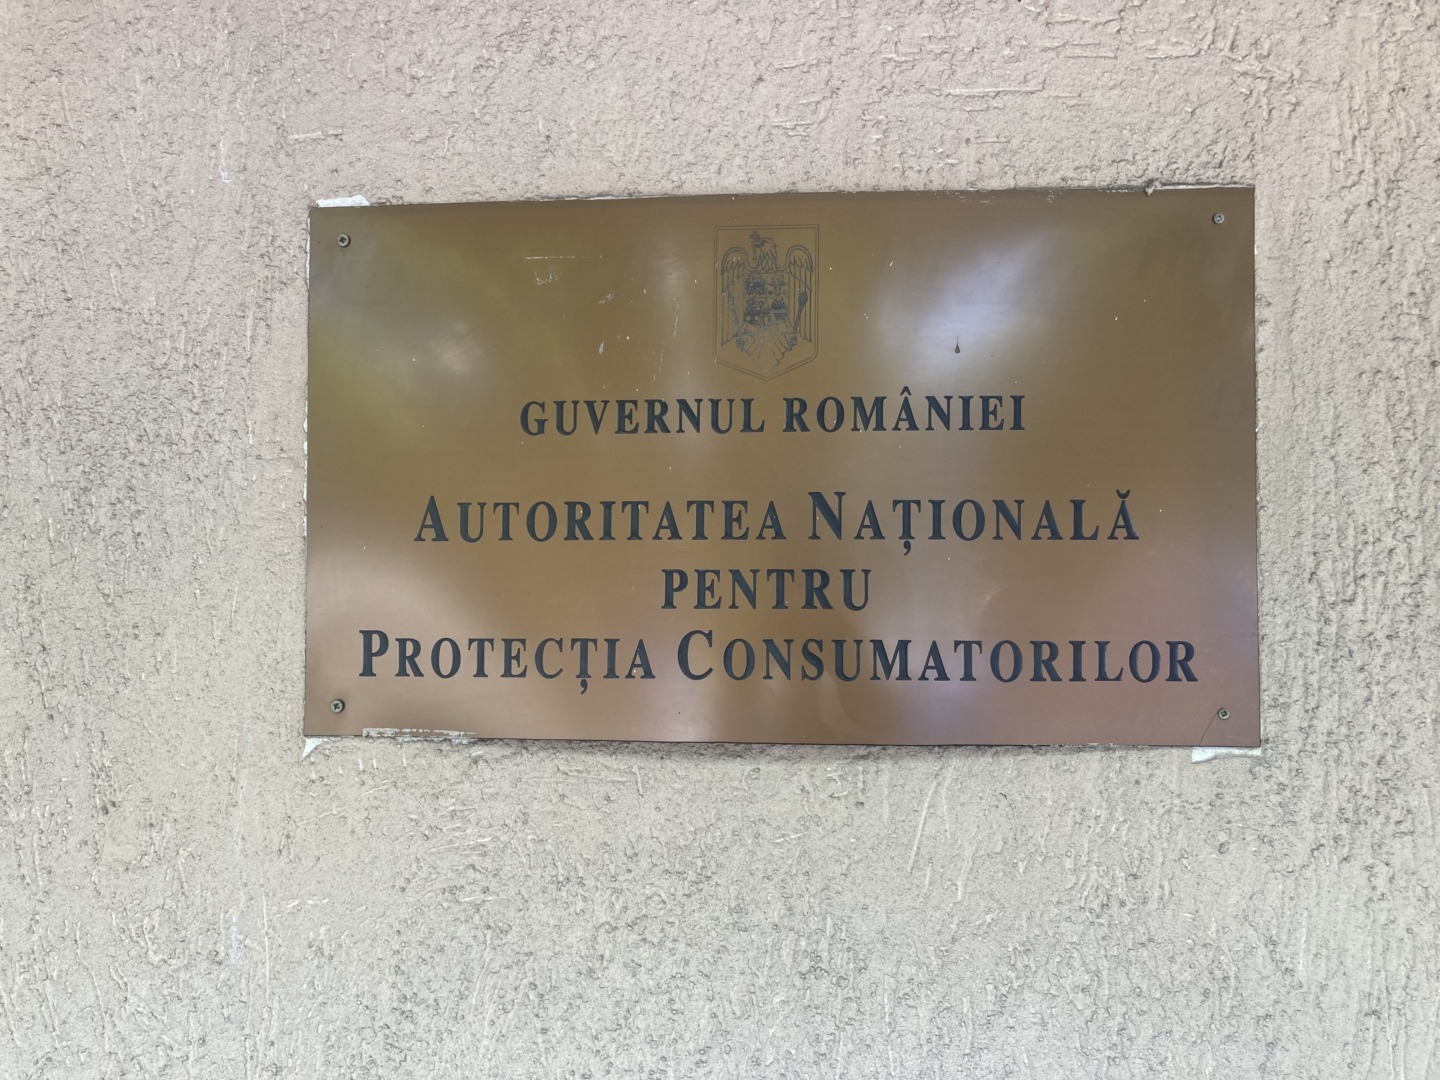 GUVERNUL ROMÂNIEI
AUTORITATEA NAȚIONALĂ
PENTRU
PROTECȚIA CONSUMATORILOR